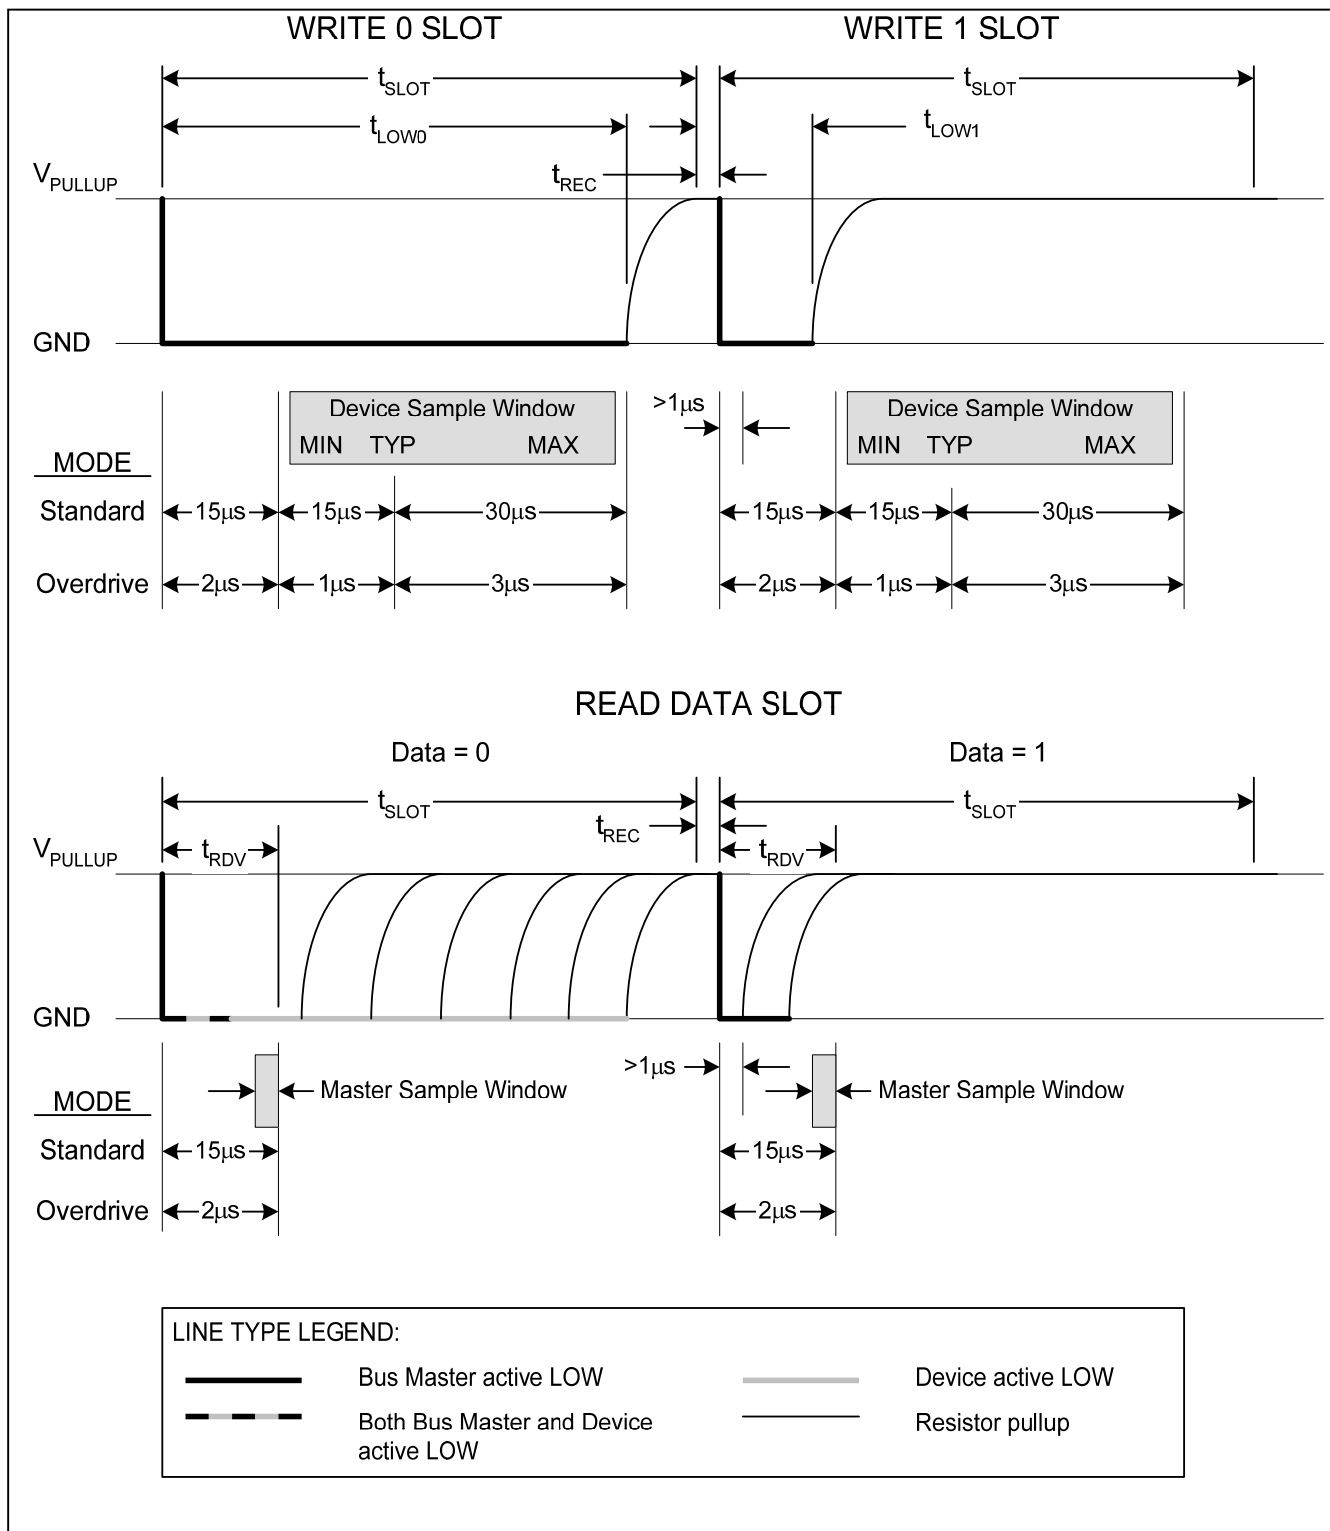 WRITE 0 SLOT WRITE 1 SLOT
tSLOT tSLOT
tLOW0 tLOW1
VPULLUP tREC
GND
Device Sample Window >1µs Device Sample Window
MIN TYP MAX MIN TYP MAX
MODE
Standard 15µs 15µs 30µs 15µs 15µs 30µs
Overdrive 2µs 1µs 3µs 2µs 1µs 3µs
READ DATA SLOT
Data = 0 Data = 1
tSLOT tSLOT
tREC
VPULLUP tRDV tRDV
GND
>1µs
Master Sample Window Master Sample Window
MODE
Standard 15µs 15µs
Overdrive 2µs 2µs
LINE TYPE LEGEND:
Bus Master active LOW Device active LOW
Both Bus Master and Device Resistor pullup
active LOW